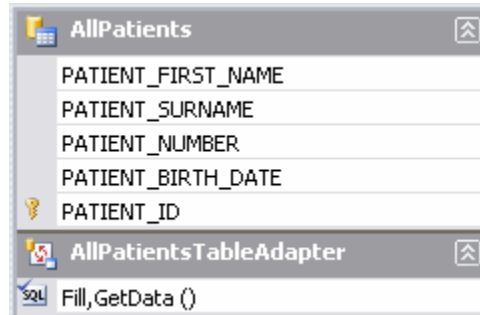 AllPatients
PATIENT_FIRST_NAME
PATIENT_SURNAME
PATIENT_NUMBER
PATIENT_BIRTH_DATE
PATIENT_ID
AllPatientsTableAdapter
SQL Fill,GetData ()